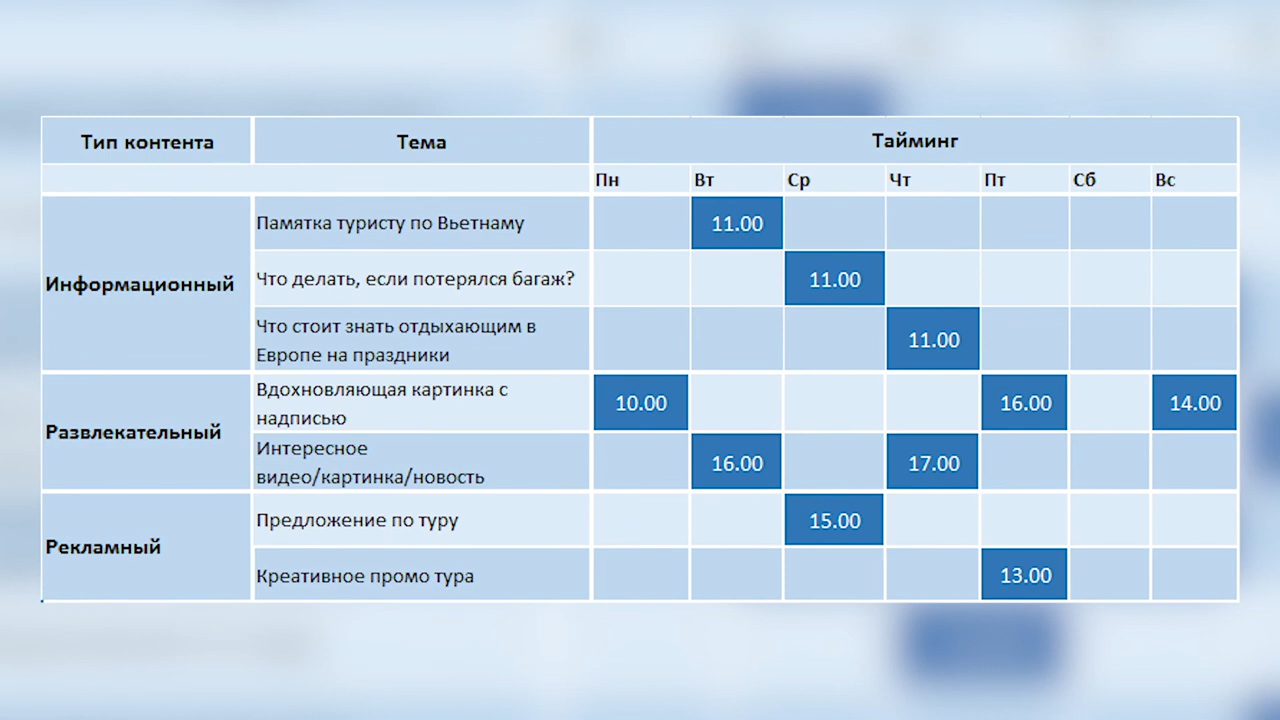 Тип контента Тема Тайминг
Пн Вт Ср Чт Пт Сб Вс
Информационный
Памятка туристу по Вьетнаму 11.00
Что делать, если потерялся багаж? 11.00
Что стоит знать отдыхающим в
Европе на праздники 11.00
Развлекательный
Вдохновляющая картинка с
надписью 10.00 16.00 14.00
Интересное
видео/картинка/новость 16.00 17.00
Рекламный
Предложение по туру 15.00
Креативное промо тура 13.00